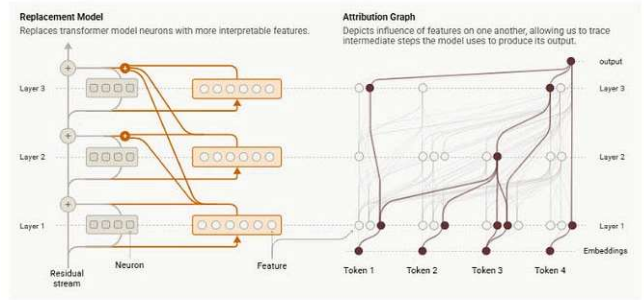 Replacement Model
Replaces transformer model neurons with more interpretable features.
Attribution Graph
Depicts influence of features on one another, allowing us to trace
intermediate steps the model uses to produce its output.
output
Layer 3
Layer 3
Layer 2
Layer 2
Layer 1
Layer 1
Embeddings
Residual
stream
Neuron
Feature
Token 1
Token 2
Token 3
Token 4